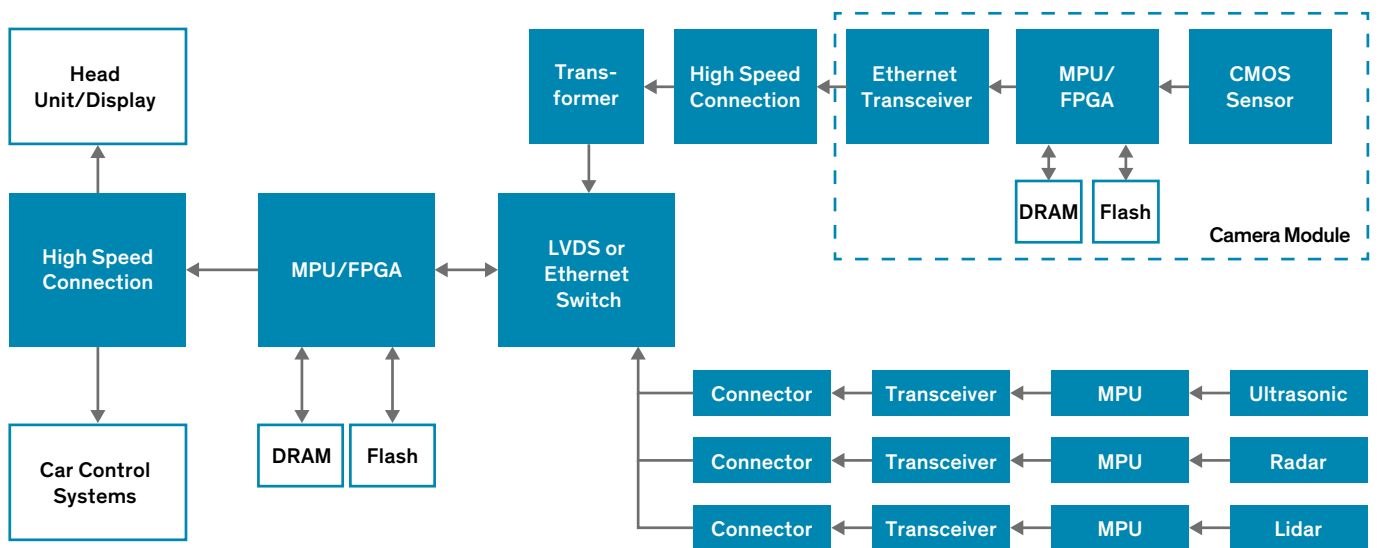 Head
Unit/Display
High Speed
Connection
Car Control
Systems
MPU/FPGA
DRAM
Flash
Trans-
former
LVDS or
Ethernet
Switch
High Speed
Connection
Ethernet
Transceiver
MPU/
FPGA
CMOS
Sensor
DRAM
Flash
Camera Module
Connector
Transceiver
MPU
Ultrasonic
Connector
Transceiver
MPU
Radar
Connector
Transceiver
MPU
Lidar